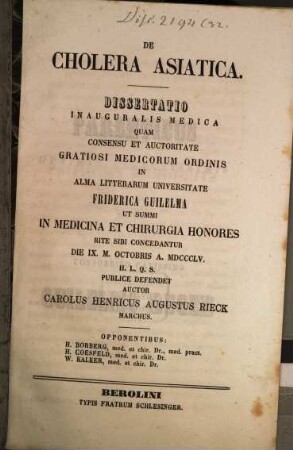 Diss. 2194 (32.
DE
CHOLERA ASIATICA.
DISSERTATIO
INAUGURALIS MEDICA
QUAM
CONSENSU ET AUCTORITATE
GRATIOSI MEDICORUM ORDINIS
IN
ALMA LITTERARUM UNIVERSITATE
FRIDERICA GUILELMA
UT SUMMI
IN MEDICINA ET CHIRURGIA HONORES
RITE SIBI CONCEDANTUR
DIE IX. M. OCTOBRIS A. MDCCCLV.
H. L. Q. S.
PUBLICE DEFENDET
AUCTOR
CAROLUS HENRICUS AUGUSTUS RIECK
MARCHUS.
OPPONENTIBUS:
H. BORBERG, med. et chir. Dr., med. pract.
H. COESFELD, med. et chir. Dr.
W. KALKER, med. et chir. Dr.
BEROLINI
TYPIS FRATRUM SCHLESINGER.